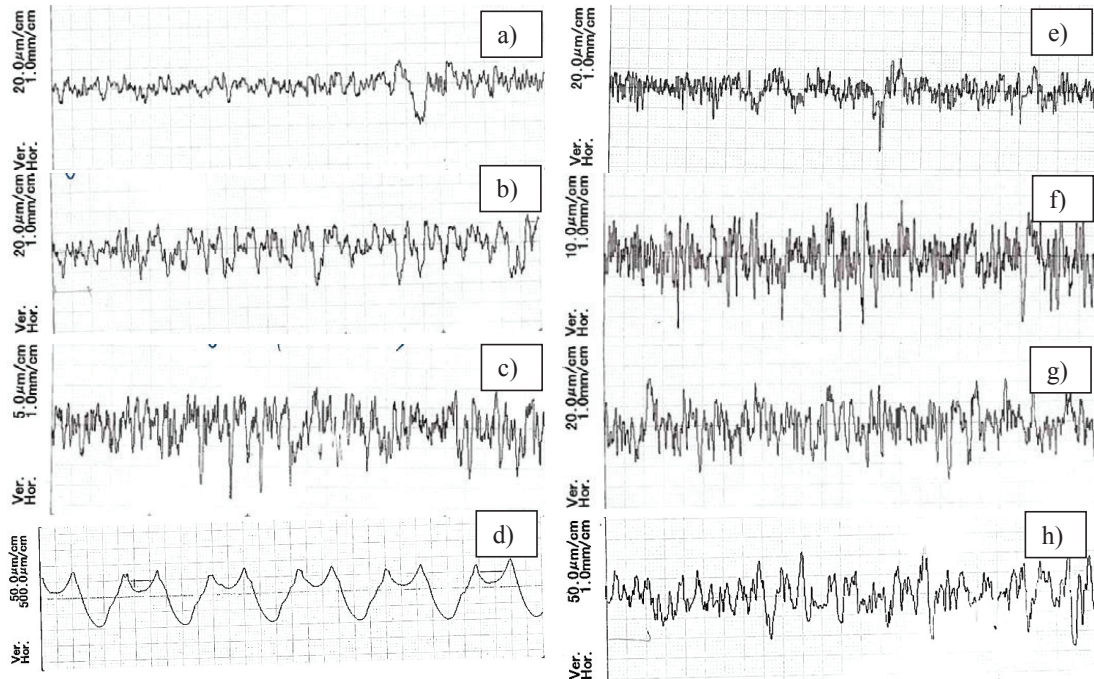 a)
20.0µm/cm
1.0mm/cm
Ver.
Hor.
b)
20.0µm/cm
1.0mm/cm
Ver.
Hor.
c)
5.0µm/cm
1.0mm/cm
Ver.
Hor.
d)
50.0µm/cm
500.0µm/cm
Ver.
Hor.
e)
20.0µm/cm
1.0mm/cm
Ver.
Hor.
f)
10.0µm/cm
1.0mm/cm
Ver.
Hor.
g)
20.0µm/cm
1.0mm/cm
Ver.
Hor.
h)
50.0µm/cm
1.0mm/cm
Ver.
Hor.